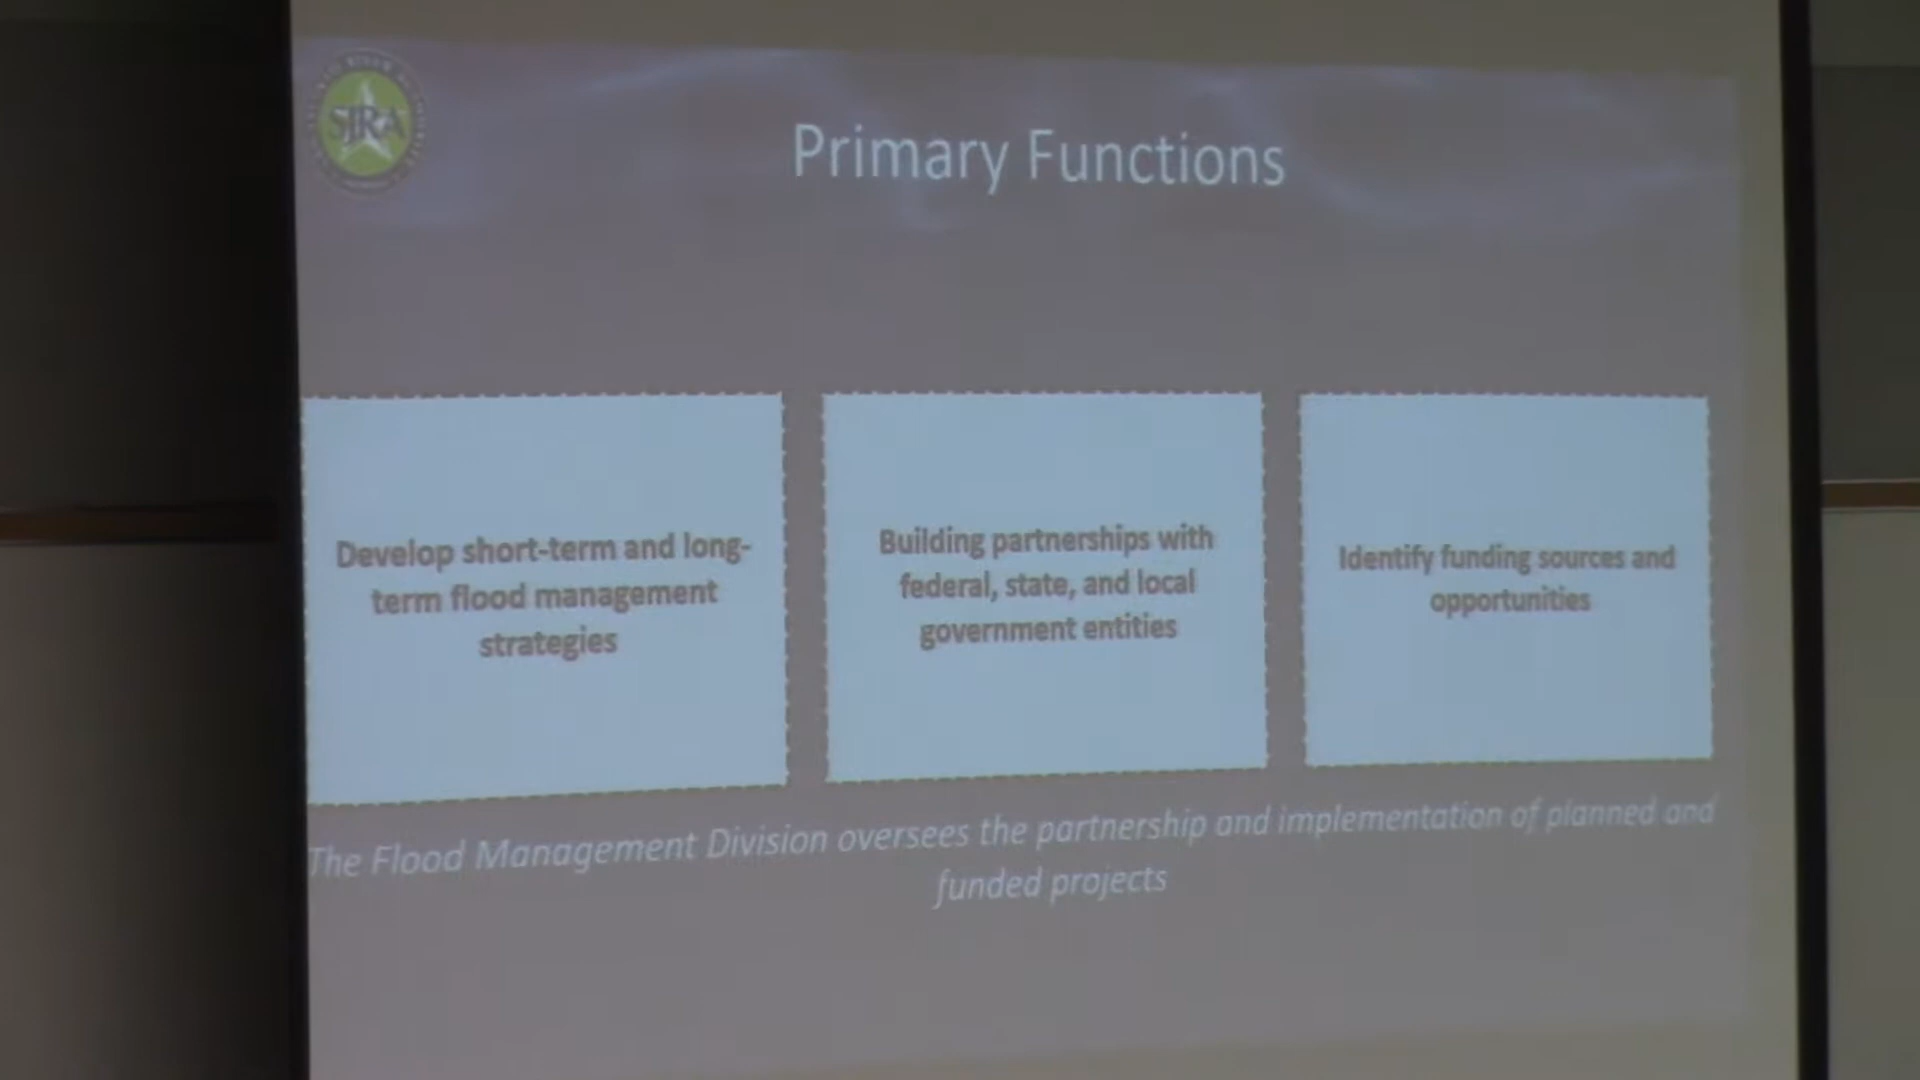 SJRA
Primary Functions
Develop short-term and long-
term flood management
strategies
Building partnerships with
federal, state, and local
government entities
Identify funding sources and
opportunities
The Flood Management Division oversees the partnership and implementation of planned and
funded projects